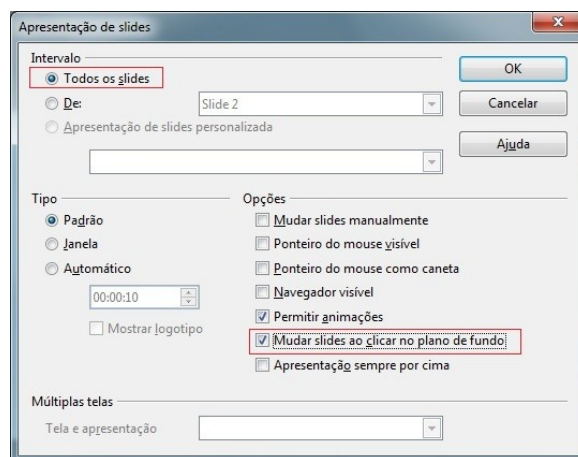 Apresentação de slides
Intervalo
Todos os slides
OK
De:
Slide 2
Cancelar
Apresentação de slides personalizada
Ajuda
Tipo
Opções
Padrão
Mudar slides manualmente
Janela
Ponteiro do mouse visível
Automático
Ponteiro do mouse como caneta
00:00:10
Navegador visível
Mostrar logotipo
Permitir animações
Mudar slides ao clicar no plano de fundo
Apresentação sempre por cima
Múltiplas telas
Tela e apresentação